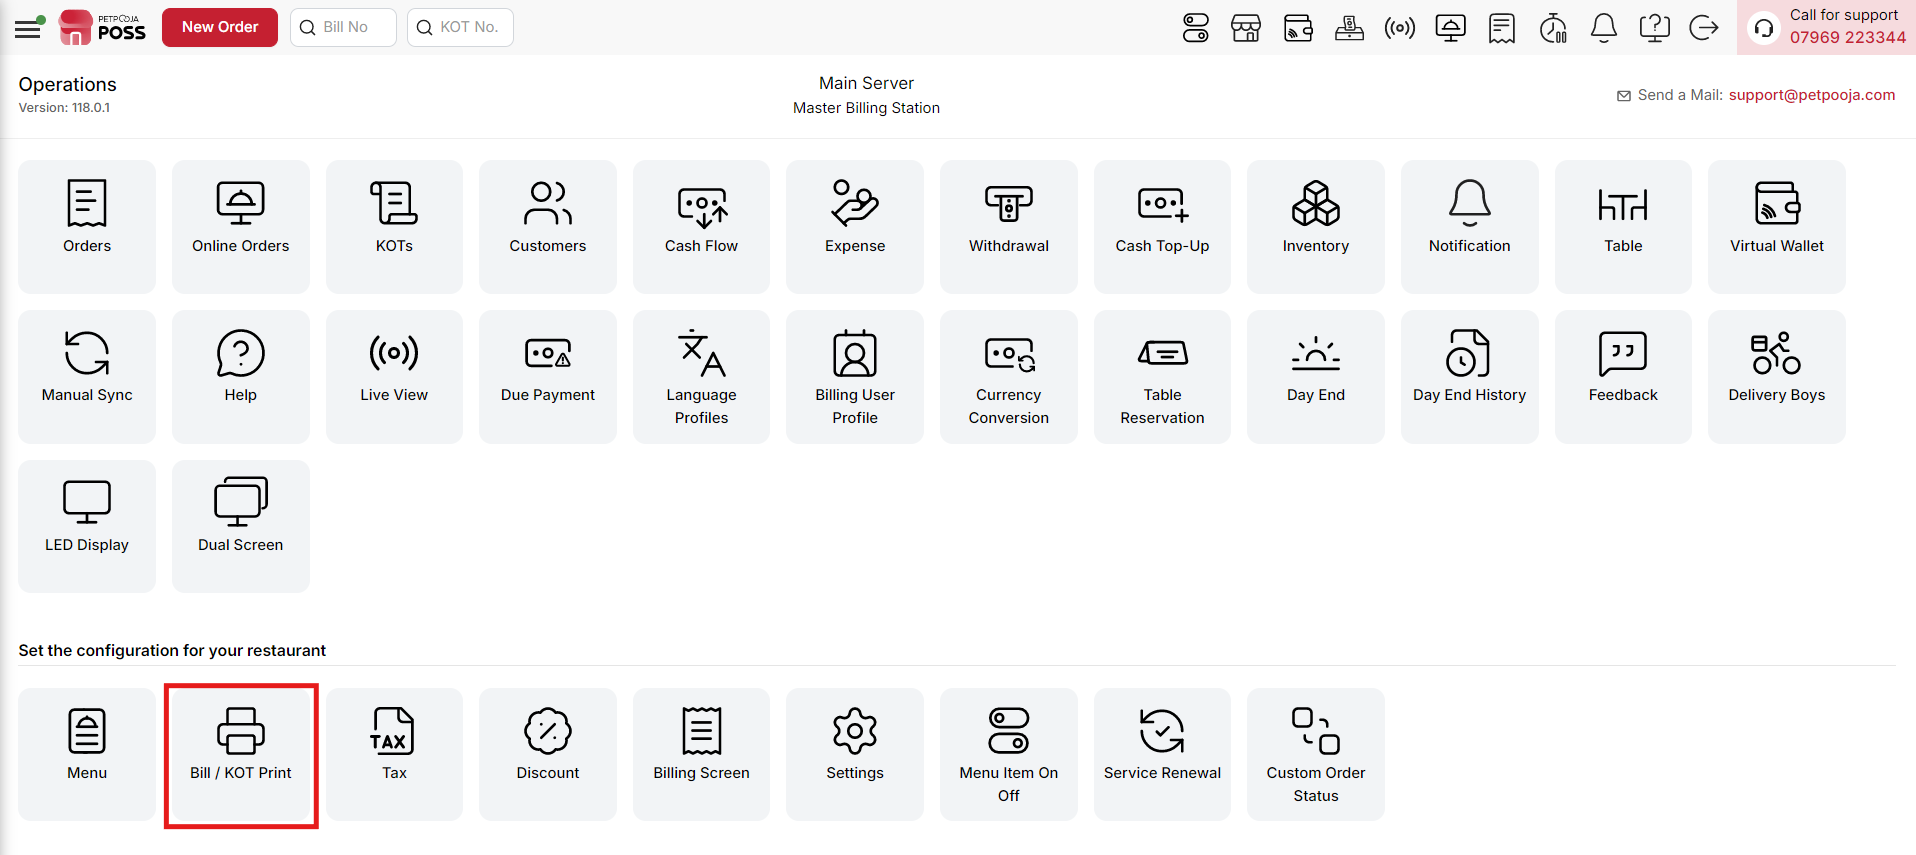 PETPOOJA
POSS
New Order
Bill No
KOT No.
Call for support
07969 223344
Operations
Version: 118.0.1
Main Server
Master Billing Station
Send a Mail: support@petpooja.com
Orders
Online Orders
KOTs
Customers
Cash Flow
Expense
Withdrawal
Cash Top-Up
Inventory
Notification
Table
Virtual Wallet
Manual Sync
Help
Live View
Due Payment
Language
Profiles
Billing User
Profile
Currency
Conversion
Table
Reservation
Day End
Day End History
Feedback
Delivery Boys
LED Display
Dual Screen
Set the configuration for your restaurant
Menu
Bill / KOT Print
TAX
Tax
Discount
Billing Screen
Settings
Menu Item On
Off
Service Renewal
Custom Order
Status